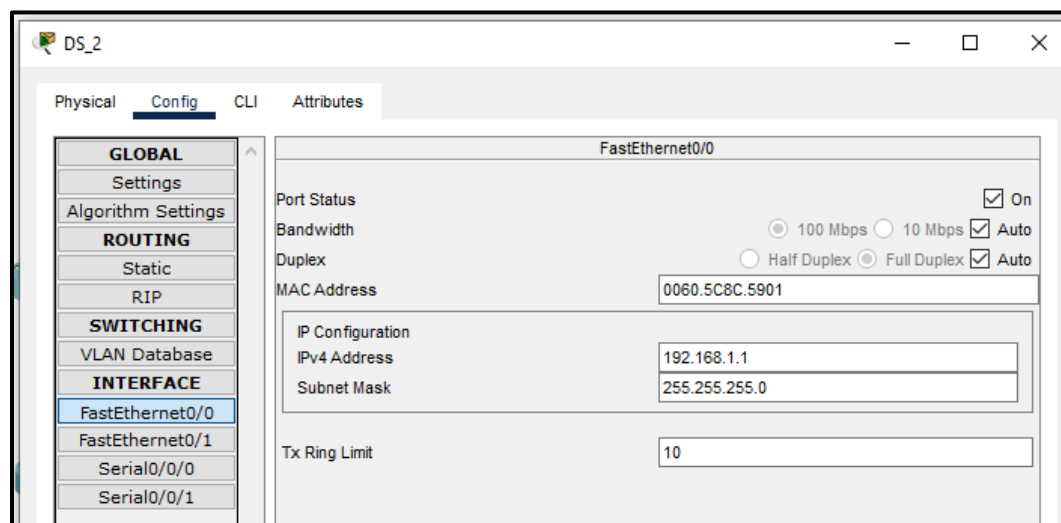 DS_2
Physical Config CLI Attributes
GLOBAL
Settings
Algorithm Settings
ROUTING
Static
RIP
SWITCHING
VLAN Database
INTERFACE
FastEthernet0/0
FastEthernet0/1
Serial0/0/0
Serial0/0/1
FastEthernet0/0
Port Status On
Bandwidth 100 Mbps 10 Mbps Auto
Duplex Half Duplex Full Duplex Auto
MAC Address 0060.5C8C.5901
IP Configuration
IPv4 Address 192.168.1.1
Subnet Mask 255.255.255.0
Tx Ring Limit 10